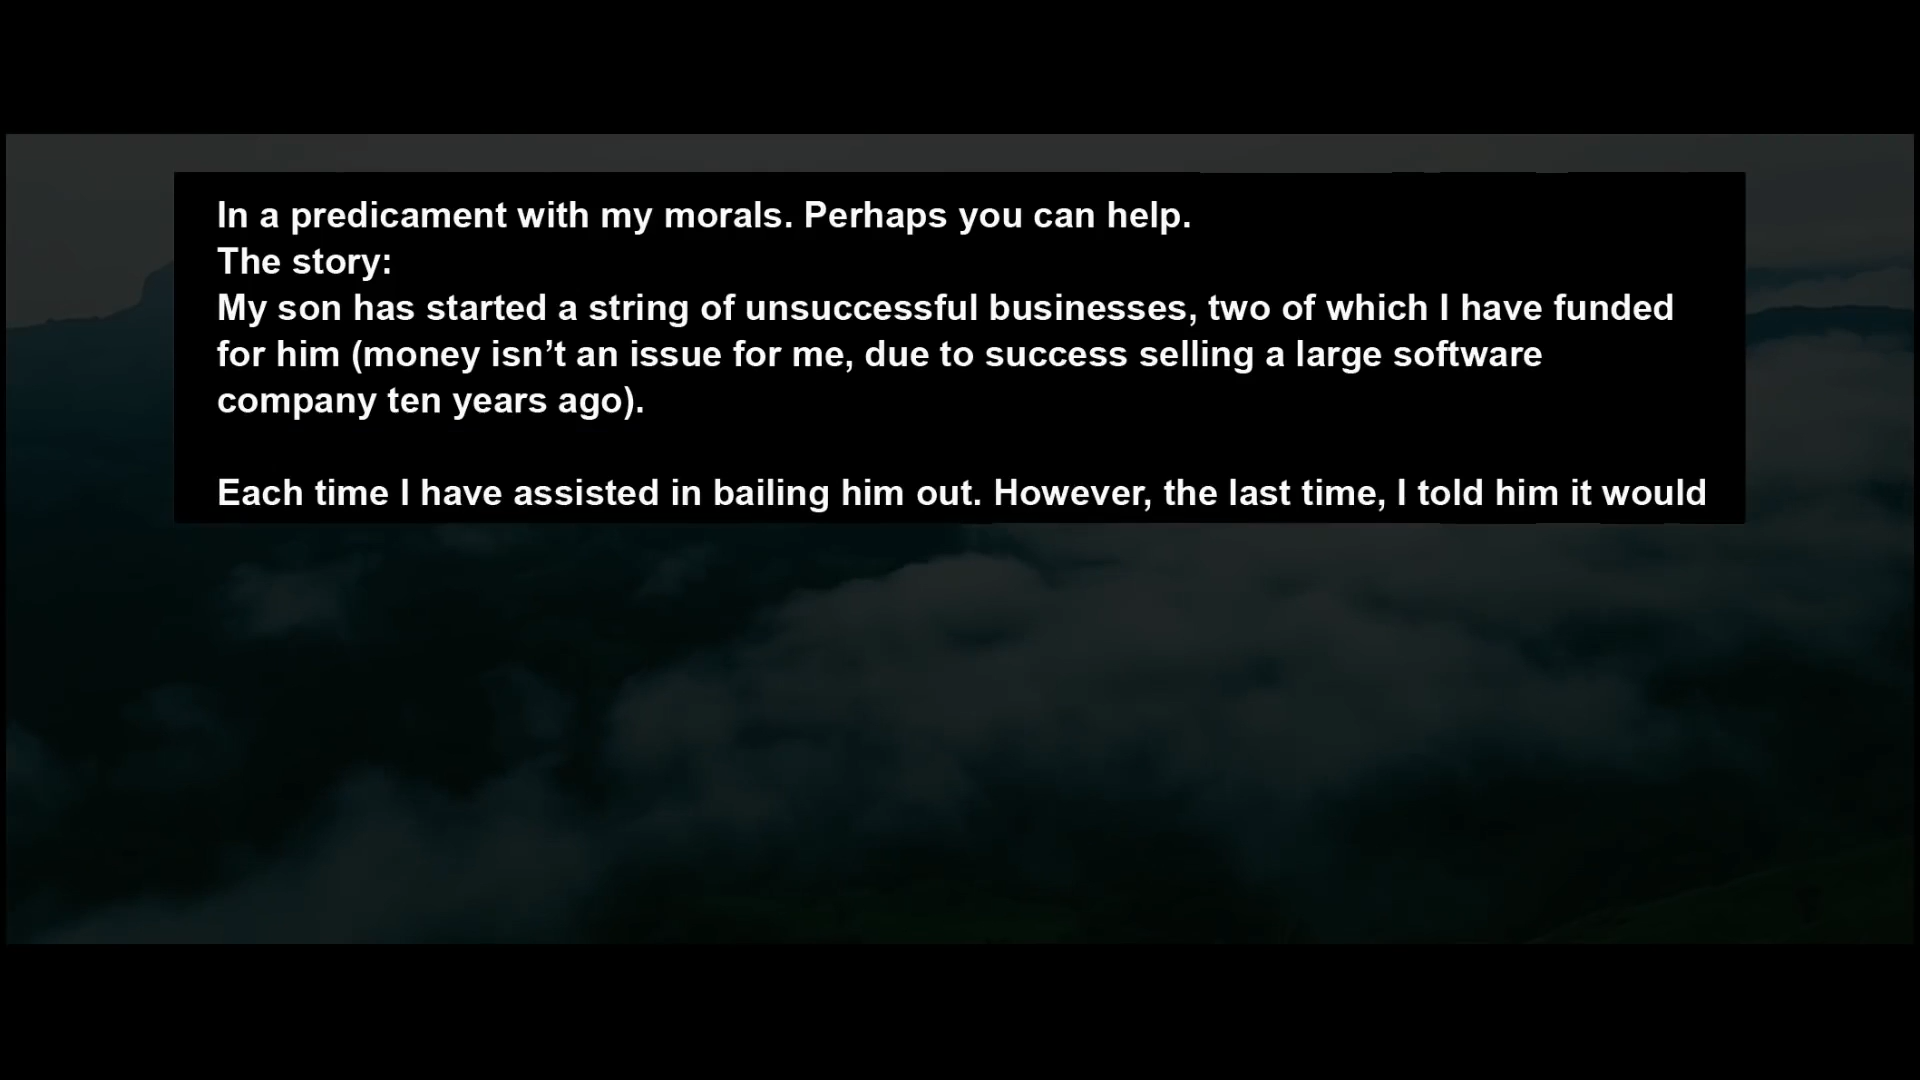 In a predicament with my morals. Perhaps you can help.
The story:
My son has started a string of unsuccessful businesses, two of which I have funded
for him (money isn’t an issue for me, due to success selling a large software
company ten years ago).
Each time I have assisted in bailing him out. However, the last time, I told him it would